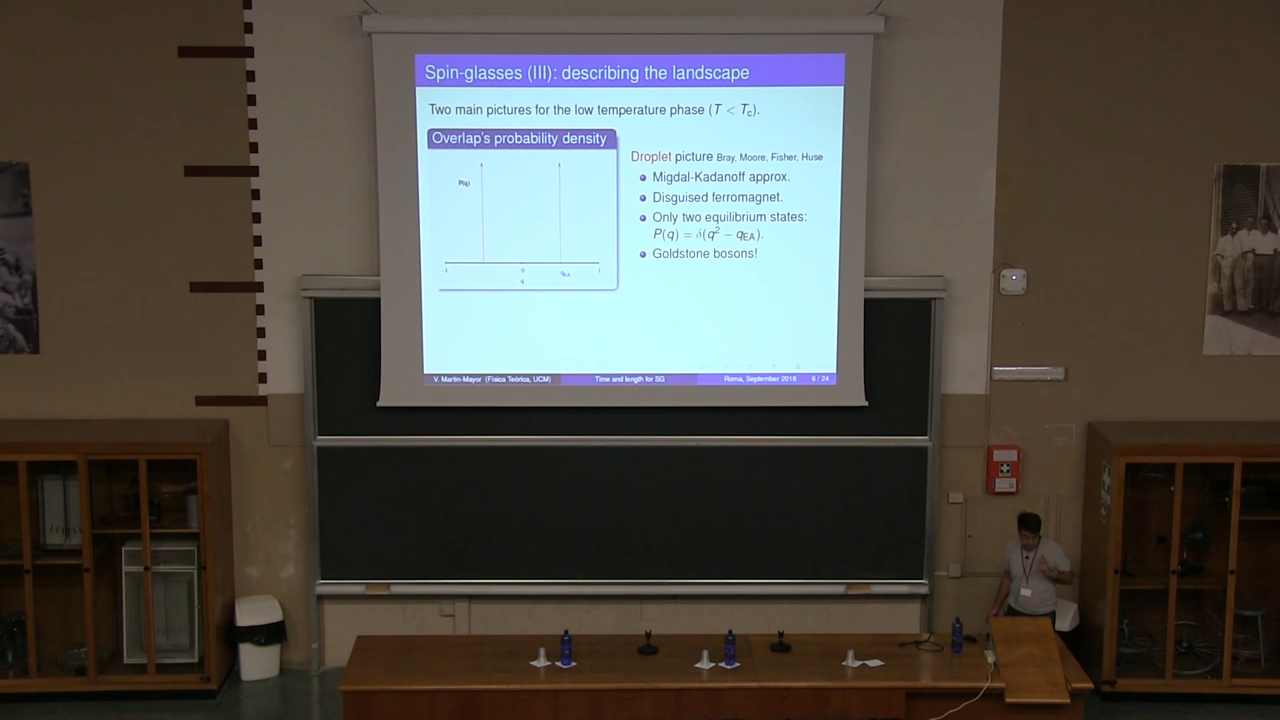 Spin-glasses (III): describing the landscape
Two main pictures for the low temperature phase (T < Tc).
Overlap's probability density
P(q)
-1
0
qEA
1
q
Droplet picture Bray, Moore, Fisher, Huse
Migdal-Kadanoff approx.
Disguised ferromagnet.
Only two equilibrium states:
P(q) = δ(q² − qEA).
Goldstone bosons!
V. Martin-Mayor (Física Teórica, UCM)
Time and length for SG
Roma, September 2018
6 / 24